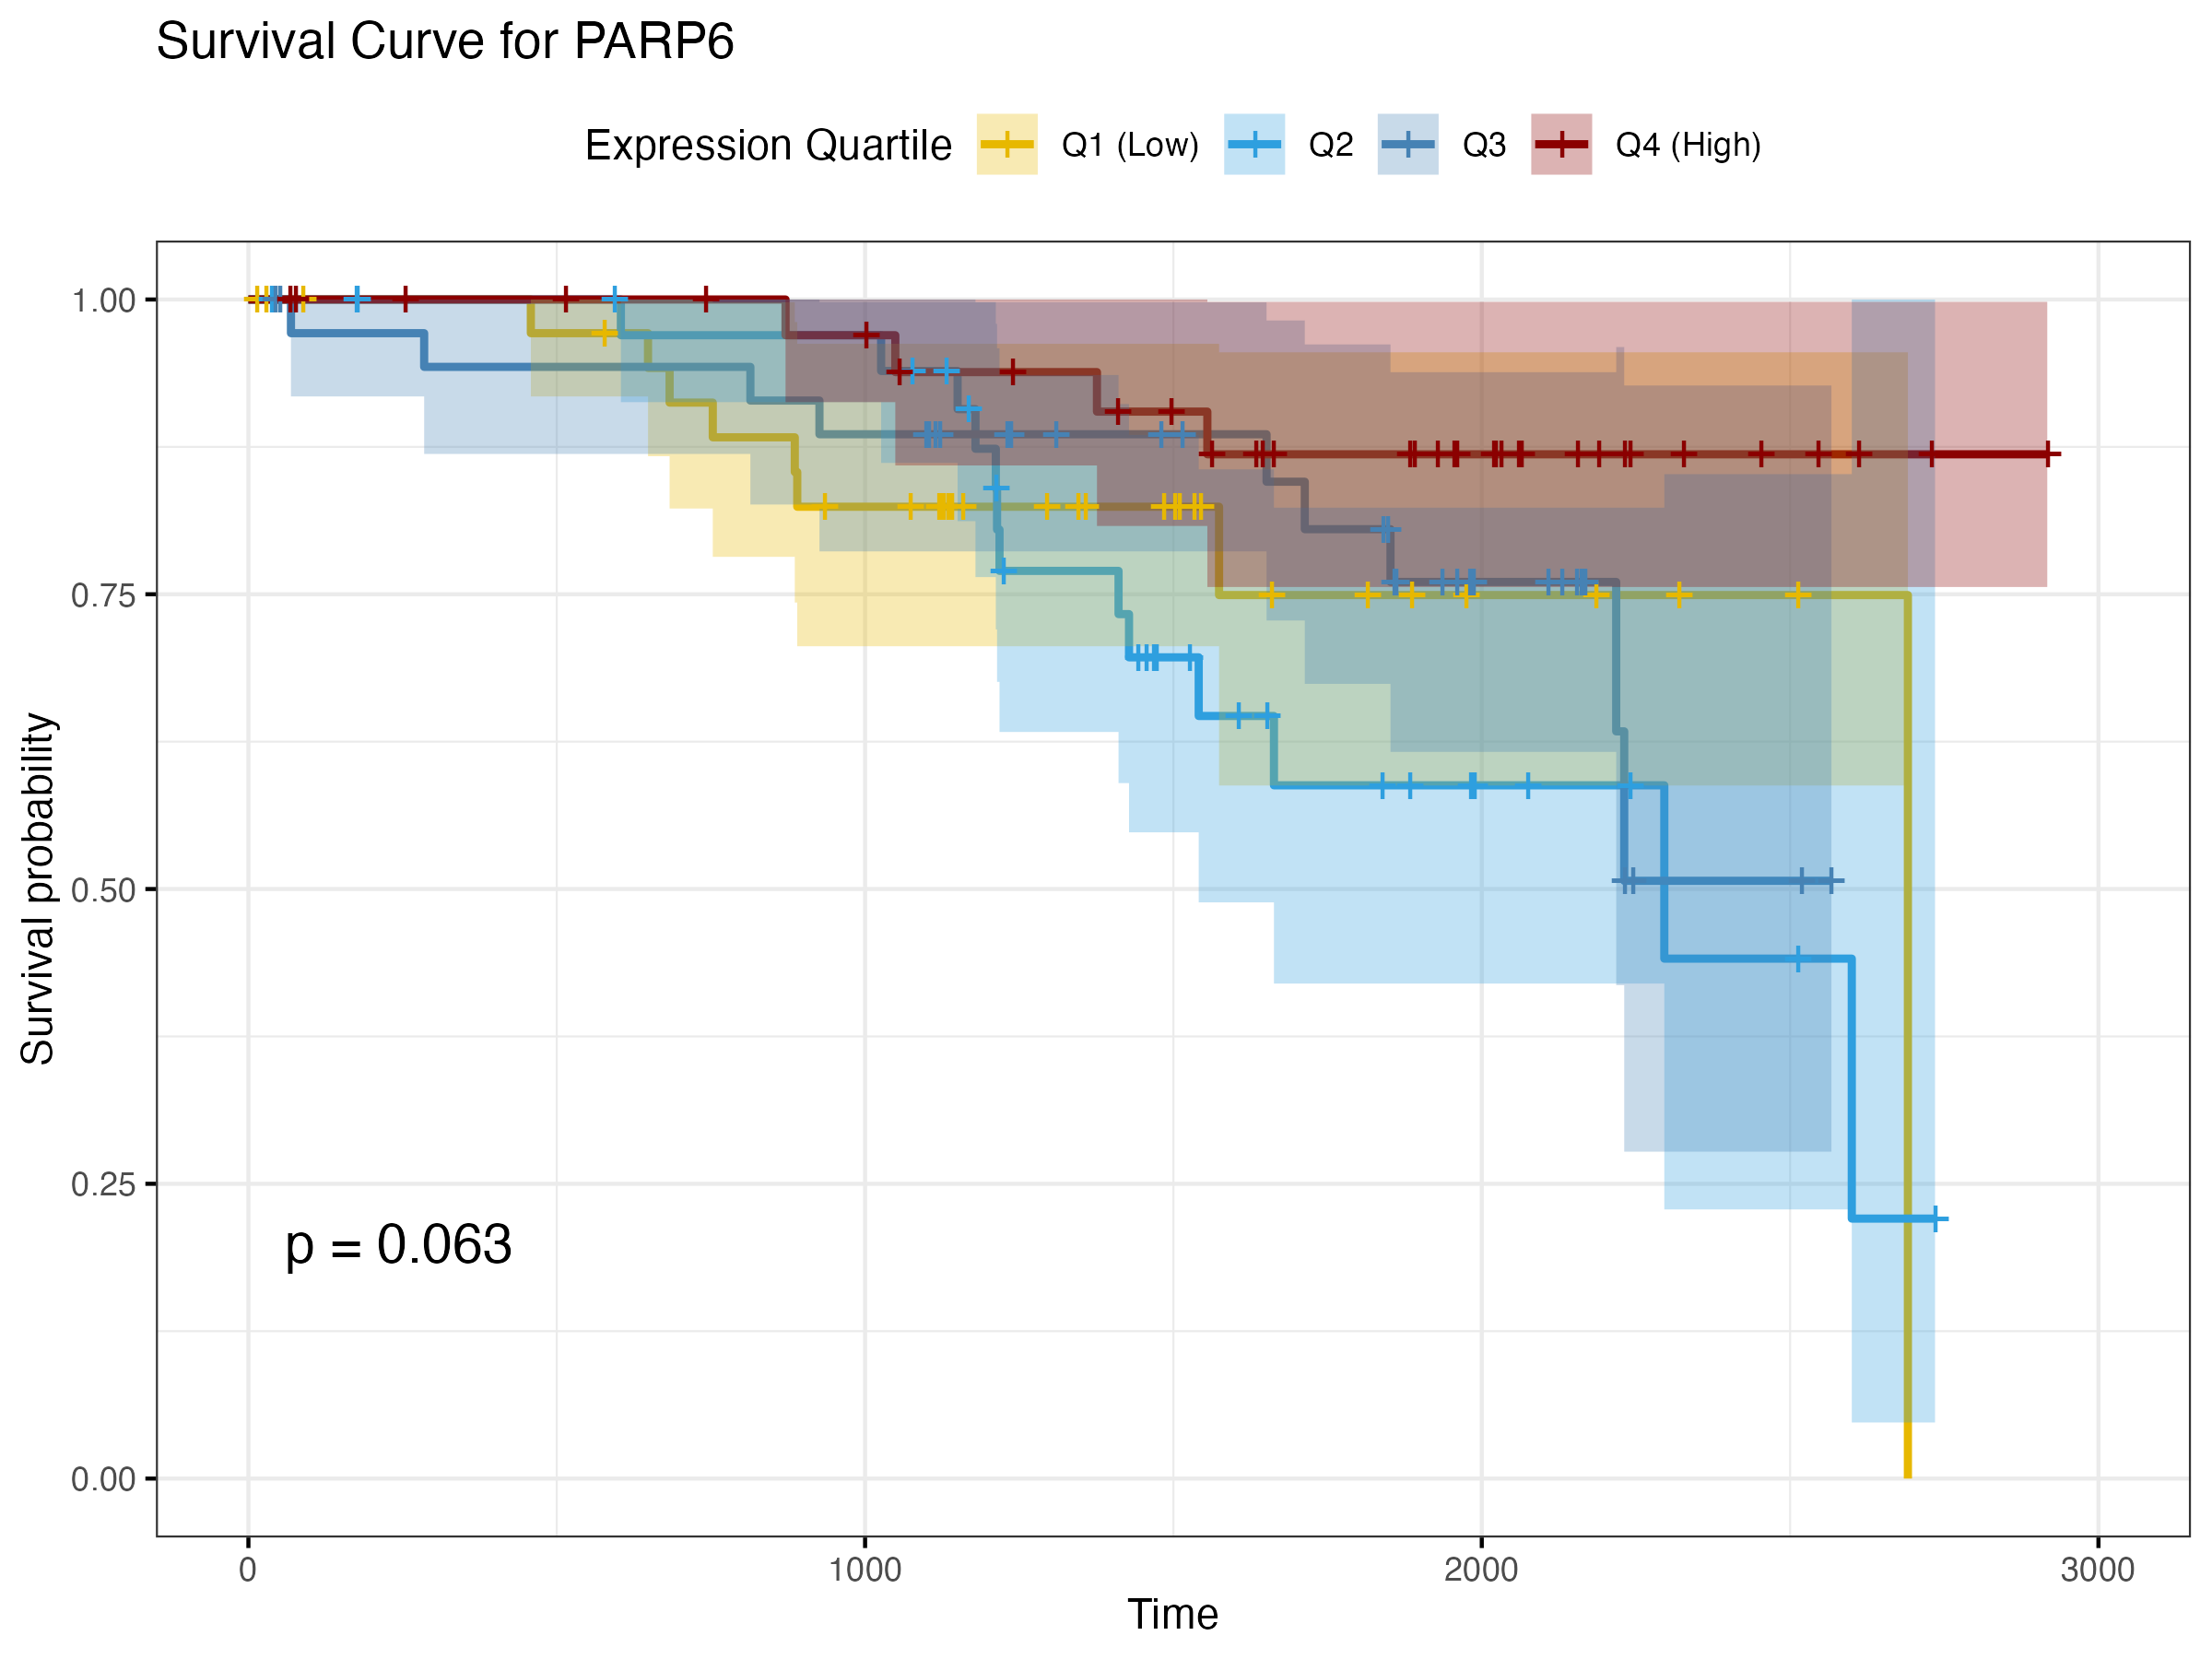 Survival Curve for PARP6
Expression Quartile Q1 (Low) Q2 Q3 Q4 (High)
1.00
0.75
0.50
0.25
0.00
Survival probability
p = 0.063
0 1000 2000 3000
Time